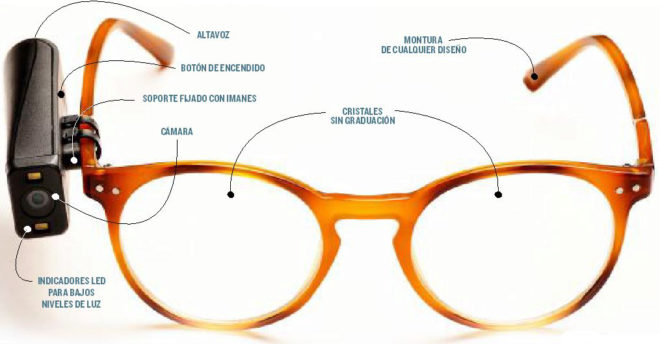 ALTAVOZ
MONTURA
DE CUALQUIER DISEÑO
BOTÓN DE ENCENDIDO
SOPORTE FIJADO CON IMANES
CRISTALES
SIN GRADUACIÓN
CÁMARA
INDICADORES LED
PARA BAJOS
NIVELES DE LUZ